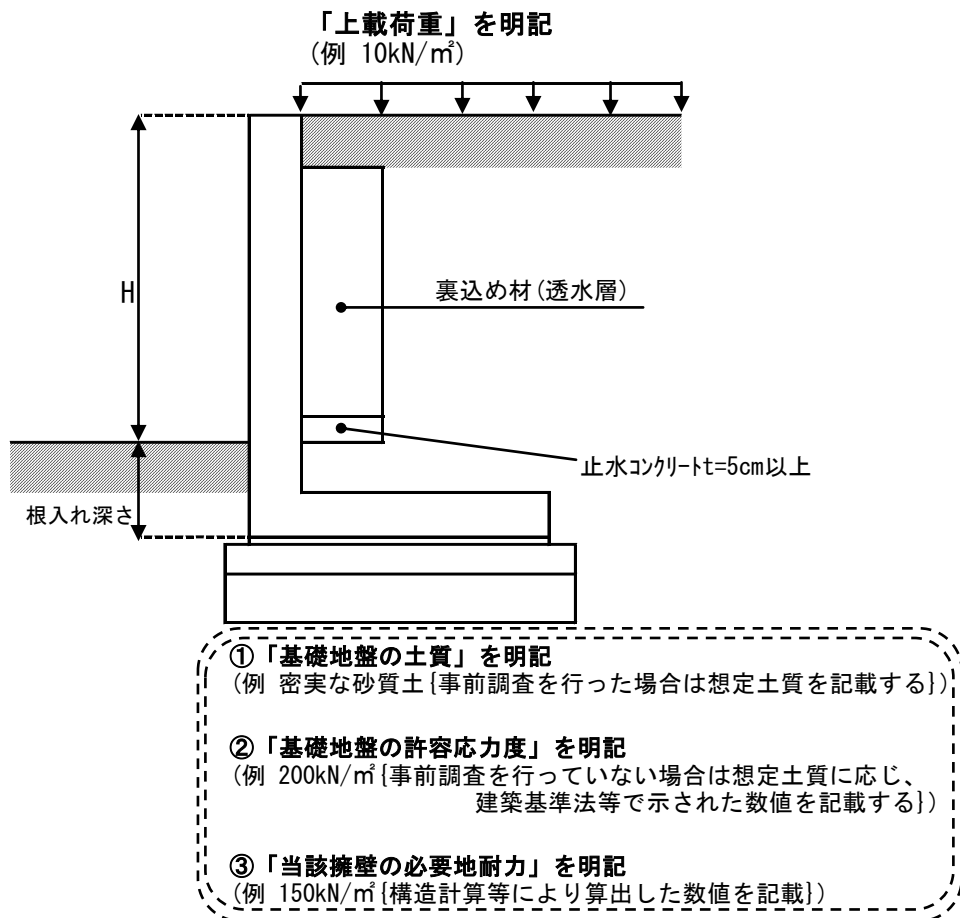 「上載荷重」を明記
(例 10kN/㎡)
H
裏込め材(透水層)
止水ｺﾝｸﾘｰﾄt=5cm以上
根入れ深さ
①「基礎地盤の土質」を明記
(例 密実な砂質土{事前調査を行った場合は想定土質を記載する})
②「基礎地盤の許容応力度」を明記
(例 200kN/㎡{事前調査を行っていない場合は想定土質に応じ、
建築基準法等で示された数値を記載する})
③「当該擁壁の必要地耐力」を明記
(例 150kN/㎡{構造計算等により算出した数値を記載})